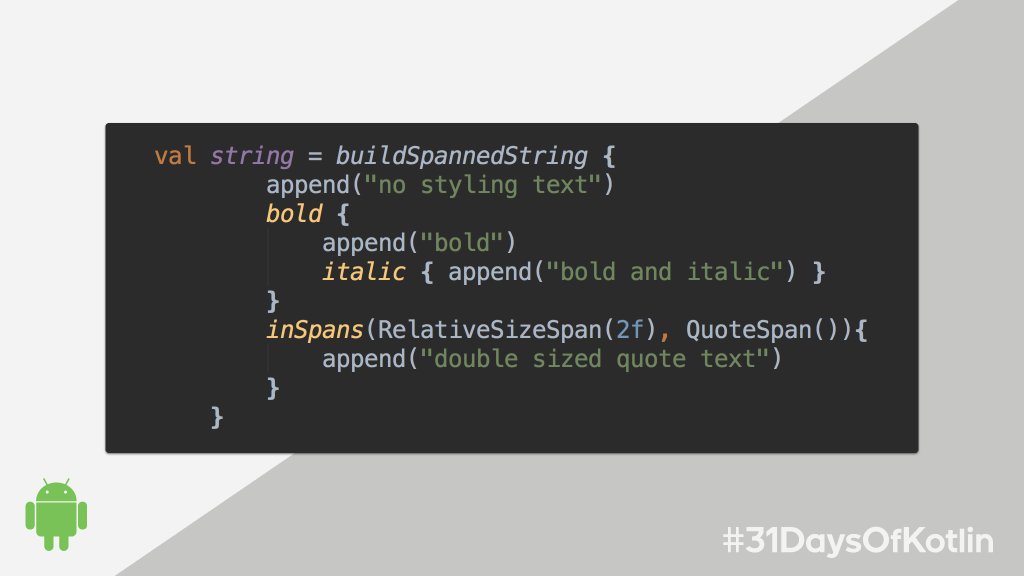 val string = buildSpannedString {
append("no styling text")
bold {
append("bold")
italic { append("bold and italic") }
}
inSpans(RelativeSizeSpan(2f), QuoteSpan()){
append("double sized quote text")
}
}
#31DaysOfKotlin